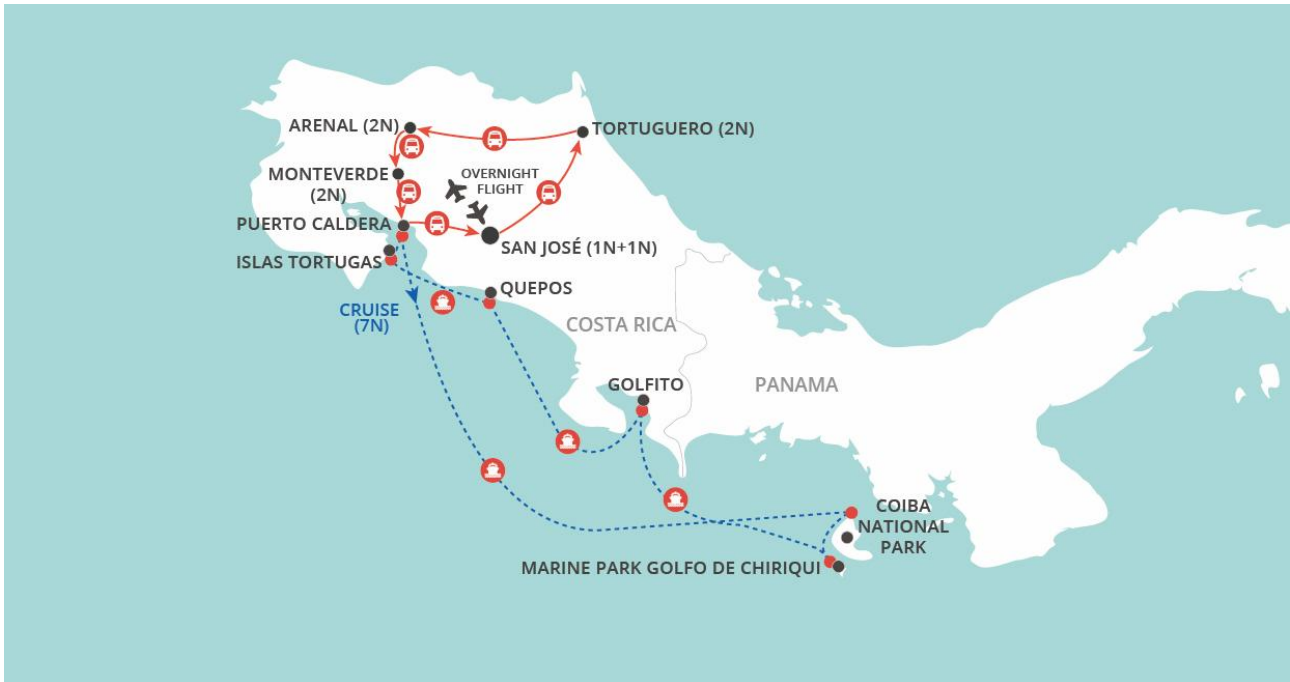 ARENAL (2N)
TORTUGUERO (2N)
MONTEVERDE
(2N)
OVERNIGHT
FLIGHT
PUERTO CALDERA
SAN JOSÉ (1N+1N)
ISLAS TORTUGAS
QUEPOS
CRUISE
(7N)
COSTA RICA
GOLFITO
PANAMA
COIBA
NATIONAL
PARK
MARINE PARK GOLFO DE CHIRIQUI